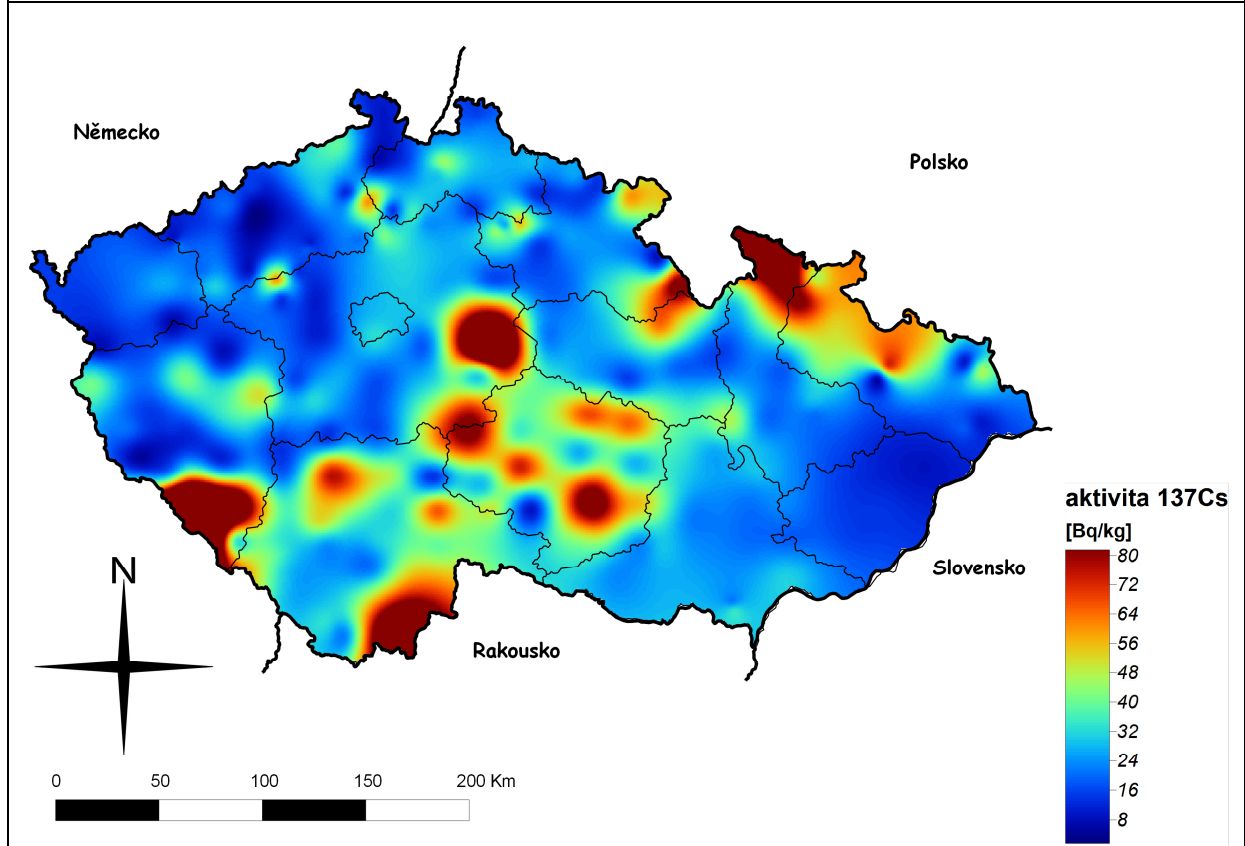 Německo
Polsko
aktivita 137Cs
[Bq/kg]
80
72
64
56
48
40
32
24
16
8
Slovensko
N
Rakousko
0 50 100 150 200 Km